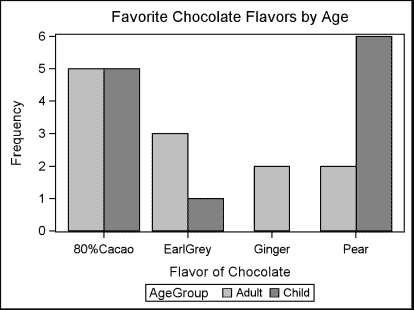 Favorite Chocolate Flavors by Age
6
5
4
3
2
1
0
Frequency
80%Cacao EarlGrey Ginger Pear
Flavor of Chocolate
AgeGroup Adult Child